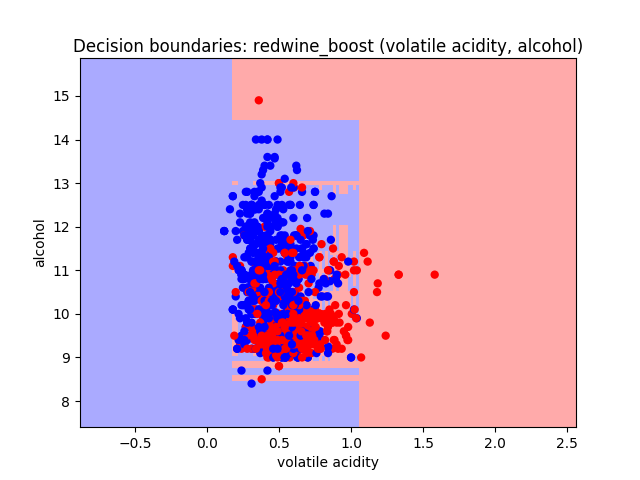 Decision boundaries: redwine_boost (volatile acidity, alcohol)
15
14
13
12
11
10
9
8
alcohol
−0.5 0.0 0.5 1.0 1.5 2.0 2.5
volatile acidity